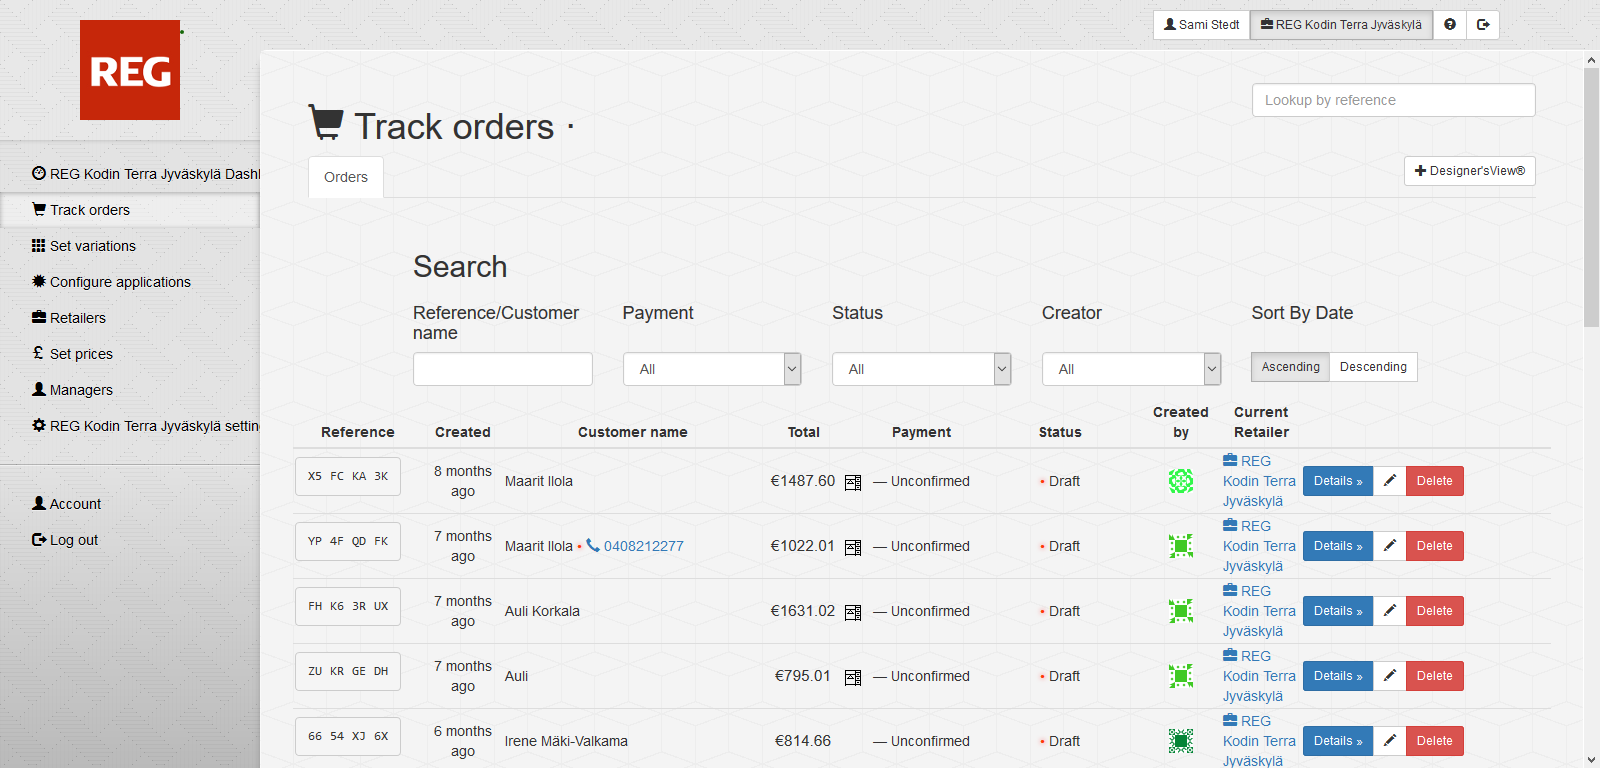 REG
Sami Stedt
REG Kodin Terra Jyväskylä
Lookup by reference
Track orders ·
Orders
Designer'sView®
REG Kodin Terra Jyväskylä Dash
Track orders
Set variations
Configure applications
Retailers
£ Set prices
Managers
REG Kodin Terra Jyväskylä settin
Account
Log out
Search
Reference/Customer
name
Payment
Status
Creator
Sort By Date
All
All
All
Ascending
Descending
Reference
Created
Customer name
Total
Payment
Status
Created
by
Current
Retailer
X5 FC KA 3K
8 months
ago
Maarit Ilola
€1487.60
— Unconfirmed
• Draft
REG
Kodin Terra
Jyväskylä
Details »
Delete
YP 4F QD FK
7 months
ago
Maarit Ilola • 0408212277
€1022.01
— Unconfirmed
• Draft
REG
Kodin Terra
Jyväskylä
Details »
Delete
FH K6 3R UX
7 months
ago
Auli Korkala
€1631.02
— Unconfirmed
• Draft
REG
Kodin Terra
Jyväskylä
Details »
Delete
ZU KR GE DH
7 months
ago
Auli
€795.01
— Unconfirmed
• Draft
REG
Kodin Terra
Jyväskylä
Details »
Delete
66 54 XJ 6X
6 months
ago
Irene Mäki-Valkama
€814.66
— Unconfirmed
• Draft
REG
Kodin Terra
Jyväskylä
Details »
Delete